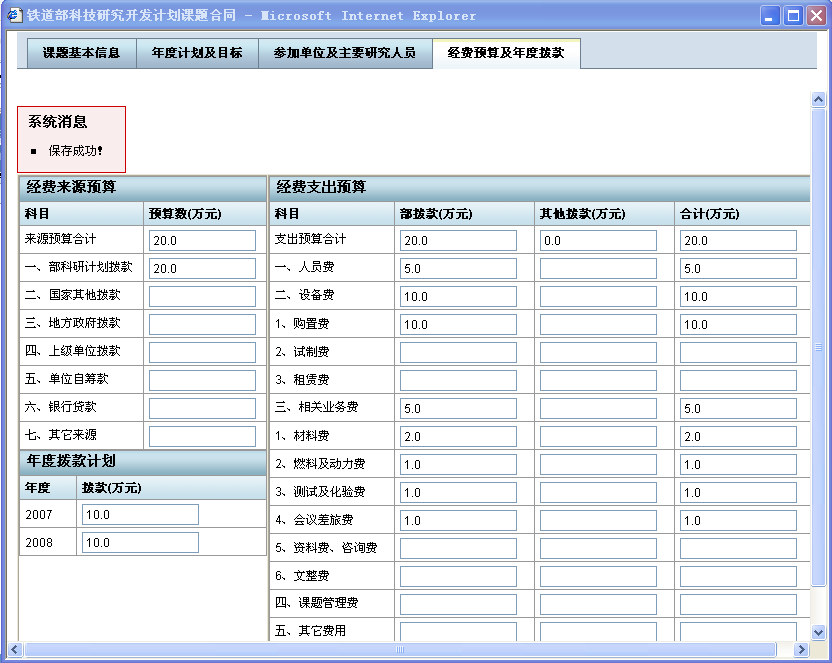 铁道部科技研究开发计划课题合同 - Microsoft Internet Explorer
课题基本信息 年度计划及目标 参加单位及主要研究人员 经费预算及年度拨款
系统消息
保存成功!
经费来源预算
科目 预算数(万元)
来源预算合计 20.0
一、部科研计划拨款 20.0
二、国家其他拨款
三、地方政府拨款
四、上级单位拨款
五、单位自筹款
六、银行贷款
七、其它来源
年度拨款计划
年度 拨款(万元)
2007 10.0
2008 10.0
经费支出预算
科目 部拨款(万元) 其他拨款(万元) 合计(万元)
支出预算合计 20.0 0.0 20.0
一、人员费 5.0 5.0
二、设备费 10.0 10.0
1、购置费 10.0 10.0
2、试制费
3、租赁费
三、相关业务费 5.0 5.0
1、材料费 2.0 2.0
2、燃料及动力费 1.0 1.0
3、测试及化验费 1.0 1.0
4、会议差旅费 1.0 1.0
5、资料费、咨询费
6、文整费
四、课题管理费
五、其它费用